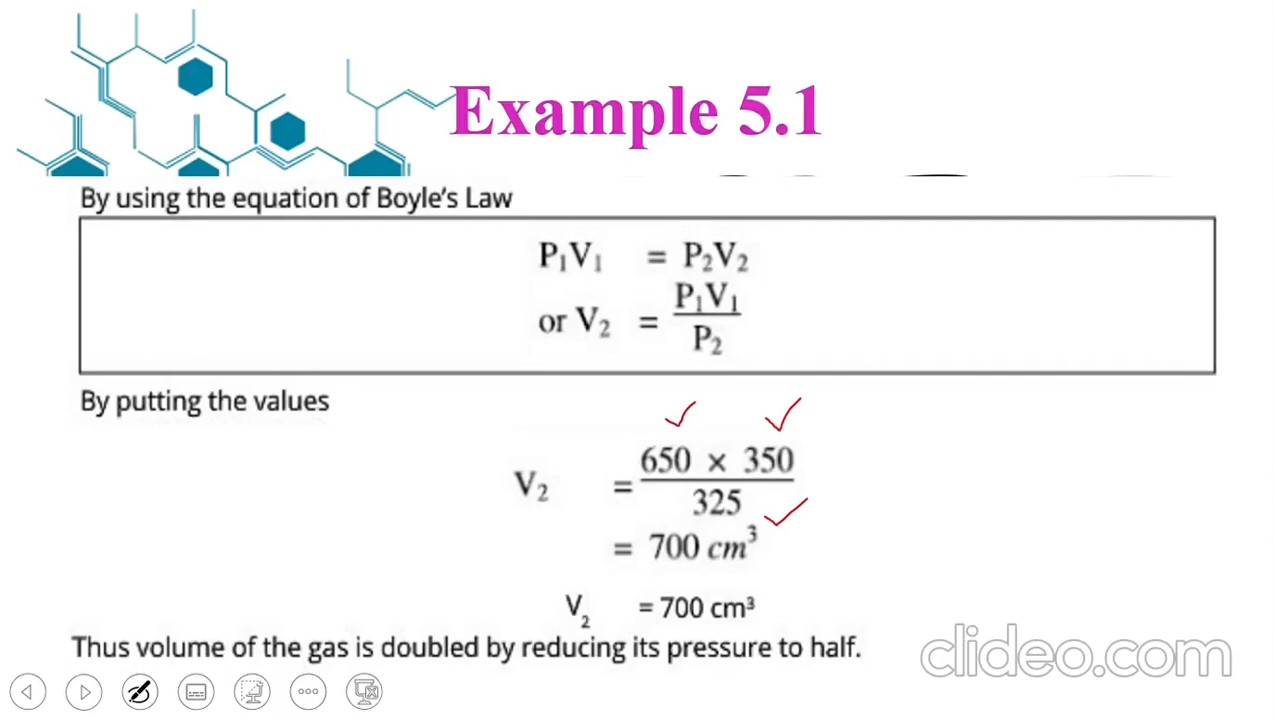 Example 5.1
By using the equation of Boyle's Law
P₁V₁ = P₂V₂
or V₂ = P₁V₁ / P₂
By putting the values
V₂ = 650 × 350 / 325
= 700 cm³
V₂ = 700 cm³
Thus volume of the gas is doubled by reducing its pressure to half.
clideo.com